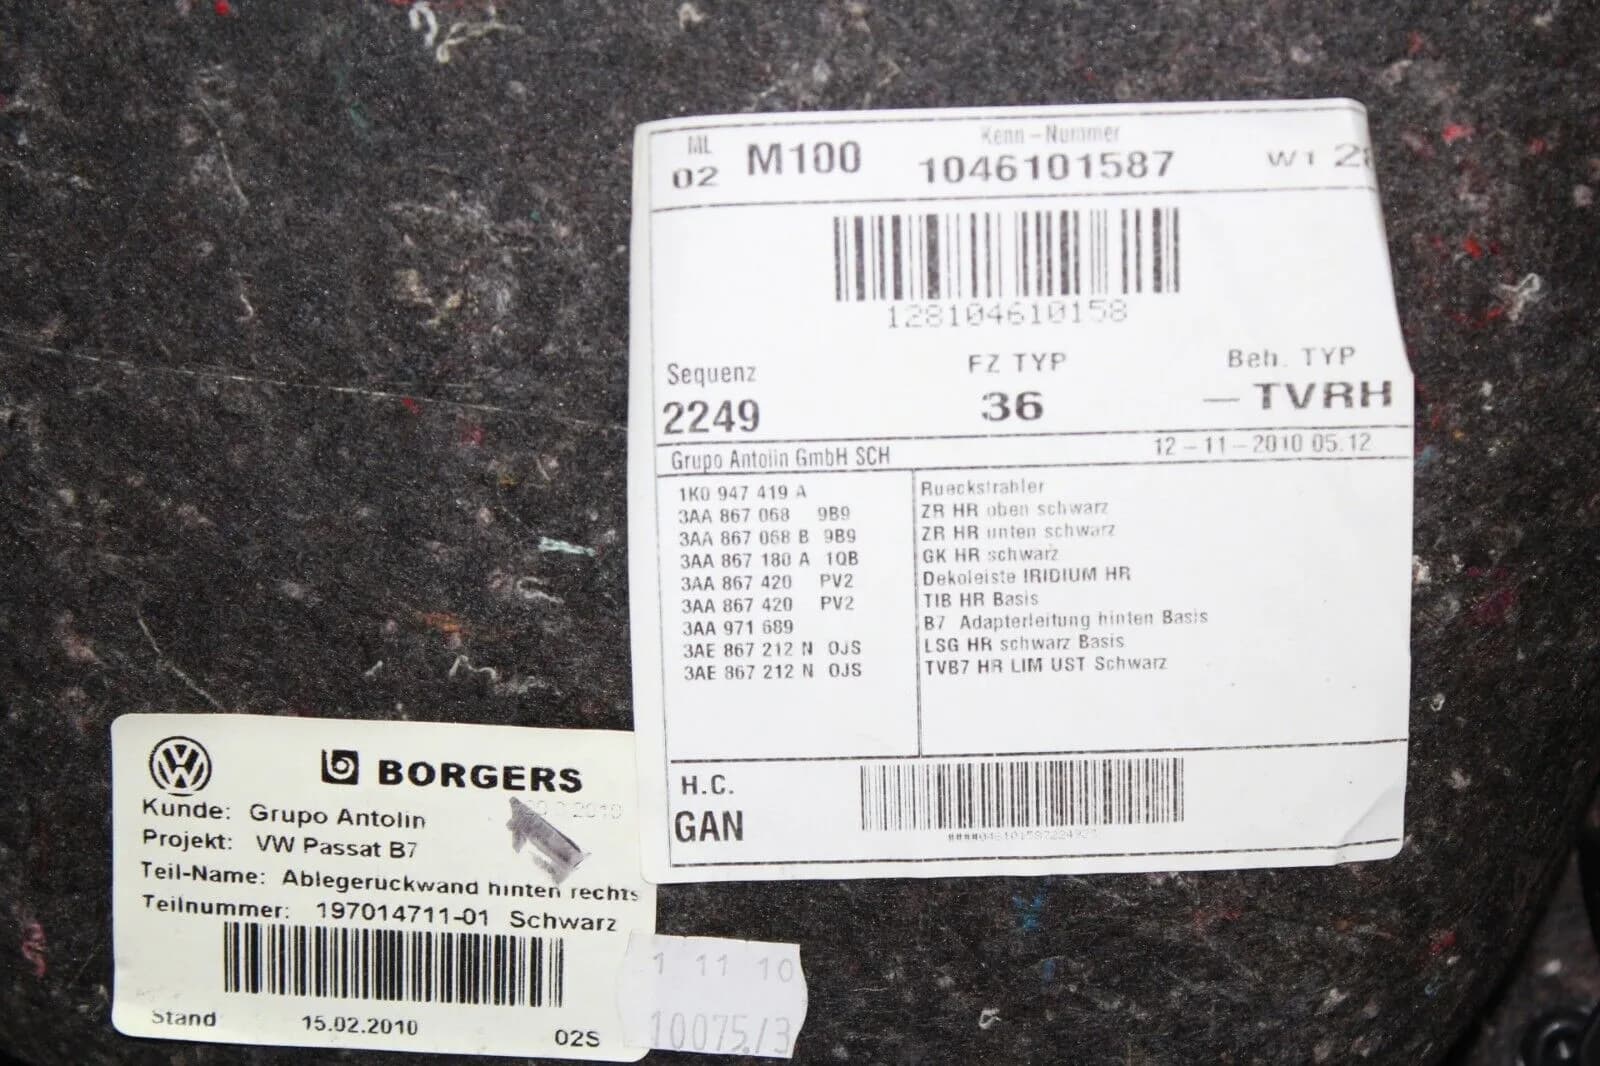 ML
02 M100
Kenn-Nummer
1046101587
W1
128104610158
Sequenz
2249
FZ TYP
36
Beh. TYP
— TVRH
Grupo Antolin GmbH SCH
12-11-2010 05.12
1K0 947 419 A Rueckstrahler
3AA 867 068 9B9 ZR HR oben schwarz
3AA 867 068 B 9B9 ZR HR unten schwarz
3AA 867 180 A 1QB GK HR schwarz
3AA 867 420 PV2 Dekoleiste IRIDIUM HR
3AA 867 420 PV2 TIB HR Basis
3AA 971 689 B7 Adapterleitung hinten Basis
3AE 867 212 N OJS LSG HR schwarz Basis
3AE 867 212 N OJS TVB7 HR LIM UST Schwarz
H.C.
GAN
VW
BORGERS
Kunde: Grupo Antolin
Projekt: VW Passat B7
Teil-Name: Ablegeruckwand hinten rechts
Teilnummer: 197014711-01 Schwarz
Stand 15.02.2010 02S
1 11 10
10075./3